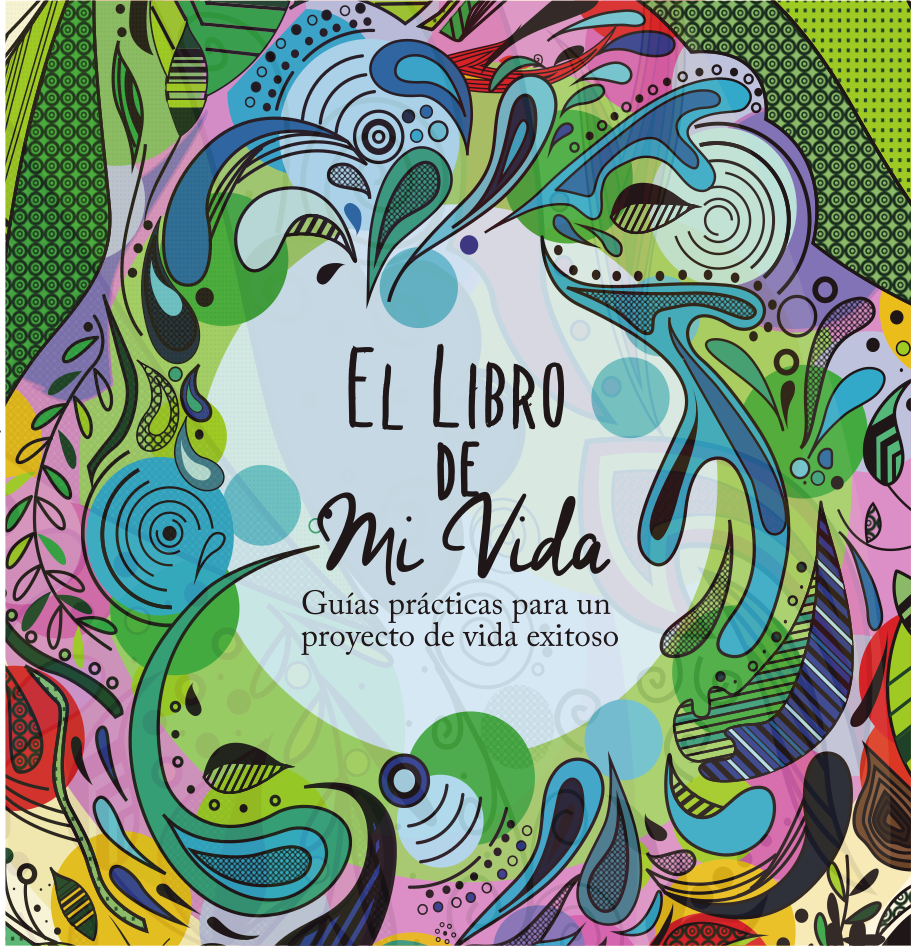 El Libro
de
Mi Vida
Guías prácticas para un
proyecto de vida exitoso